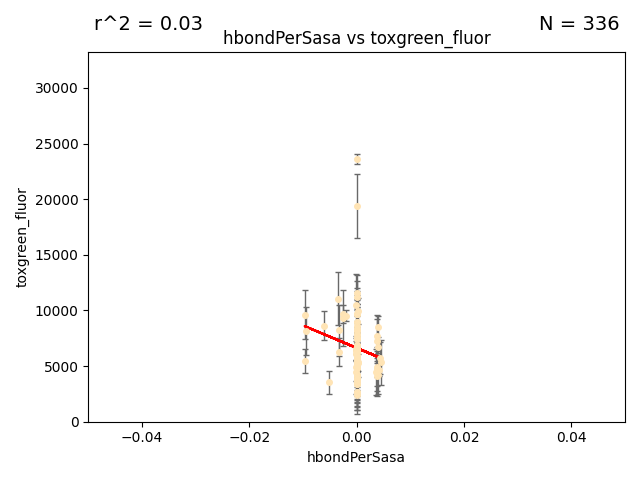 r^2 = 0.03
N = 336
hbondPerSasa vs toxgreen_fluor
30000
25000
20000
15000
10000
5000
0
toxgreen_fluor
−0.04
−0.02
0.00
0.02
0.04
hbondPerSasa